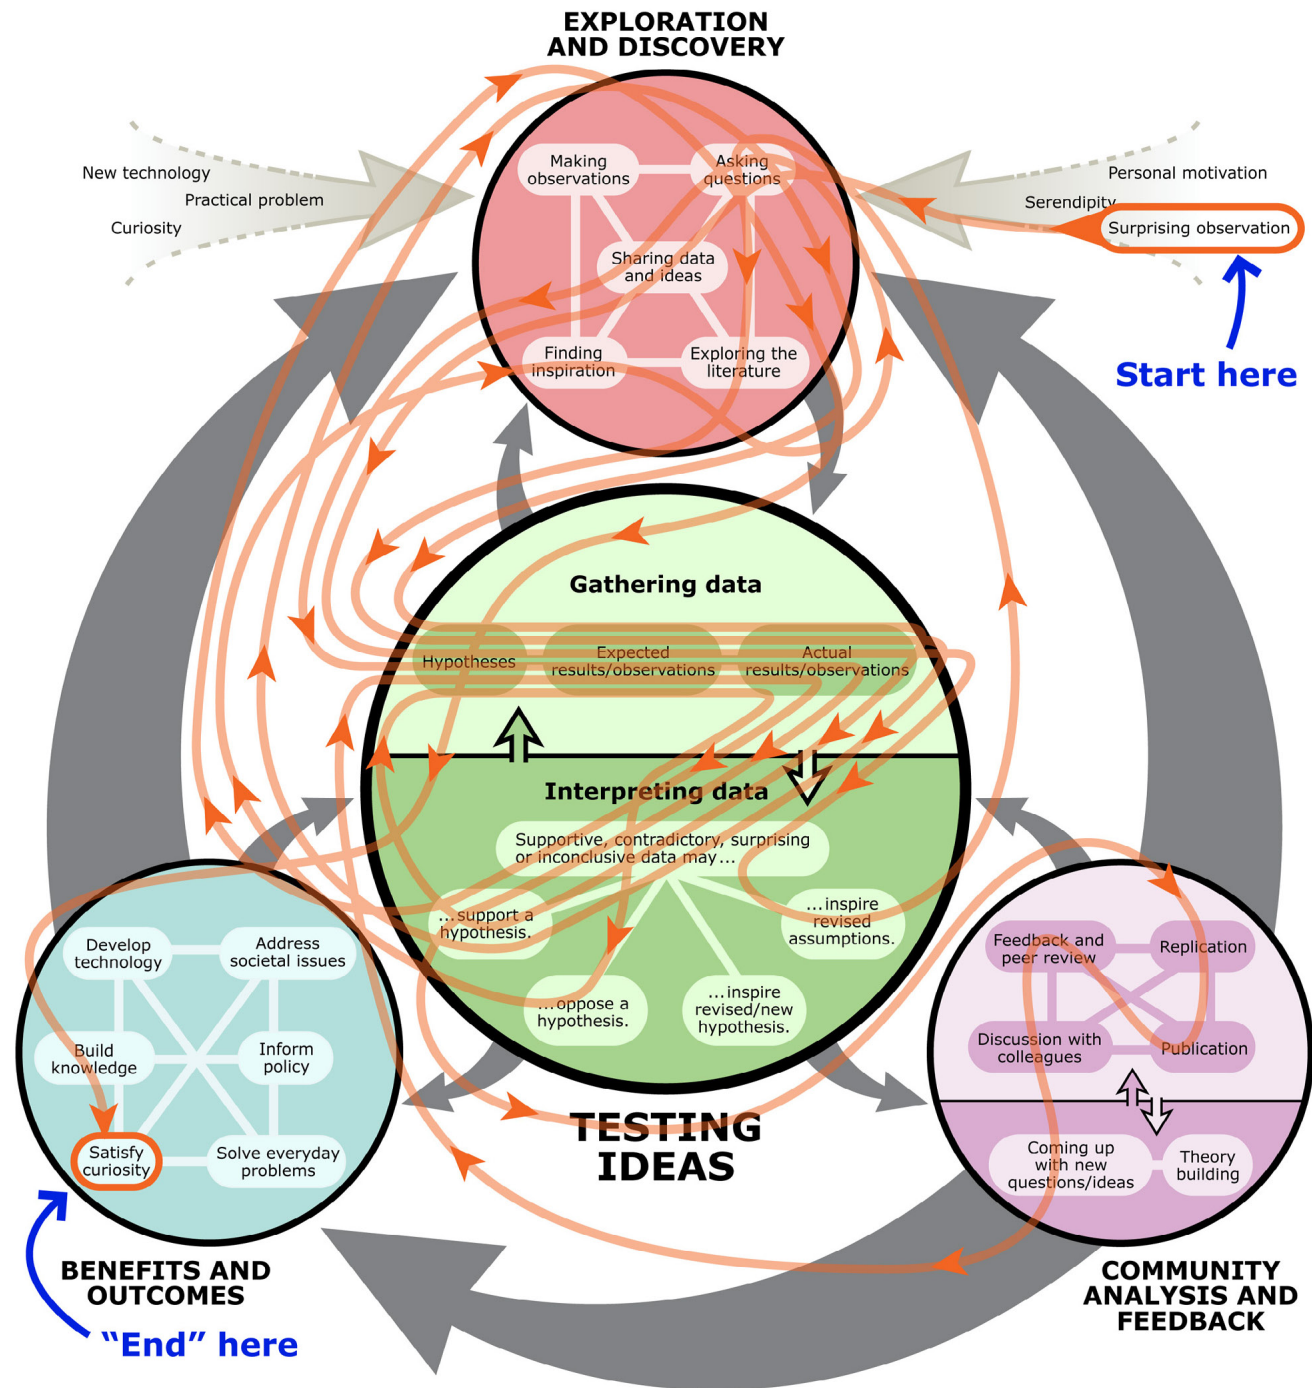 EXPLORATION
AND DISCOVERY
New technology
Practical problem
Curiosity
Personal motivation
Serendipity
Surprising observation
Start here
Making
observations
Asking
questions
Sharing data
and ideas
Finding
inspiration
Exploring the
literature
Gathering data
Hypotheses
Expected
results/observations
Actual
results/observations
Interpreting data
Supportive, contradictory, surprising
or inconclusive data may...
...support a
hypothesis.
...oppose a
hypothesis.
...inspire
revised/new
hypothesis.
...inspire
revised
assumptions.
TESTING
IDEAS
Develop
technology
Address
societal issues
Build
knowledge
Inform
policy
Satisfy
curiosity
Solve everyday
problems
BENEFITS AND
OUTCOMES
“End” here
Feedback and
peer review
Replication
Discussion with
colleagues
Publication
Coming up
with new
questions/ideas
Theory
building
COMMUNITY
ANALYSIS AND
FEEDBACK